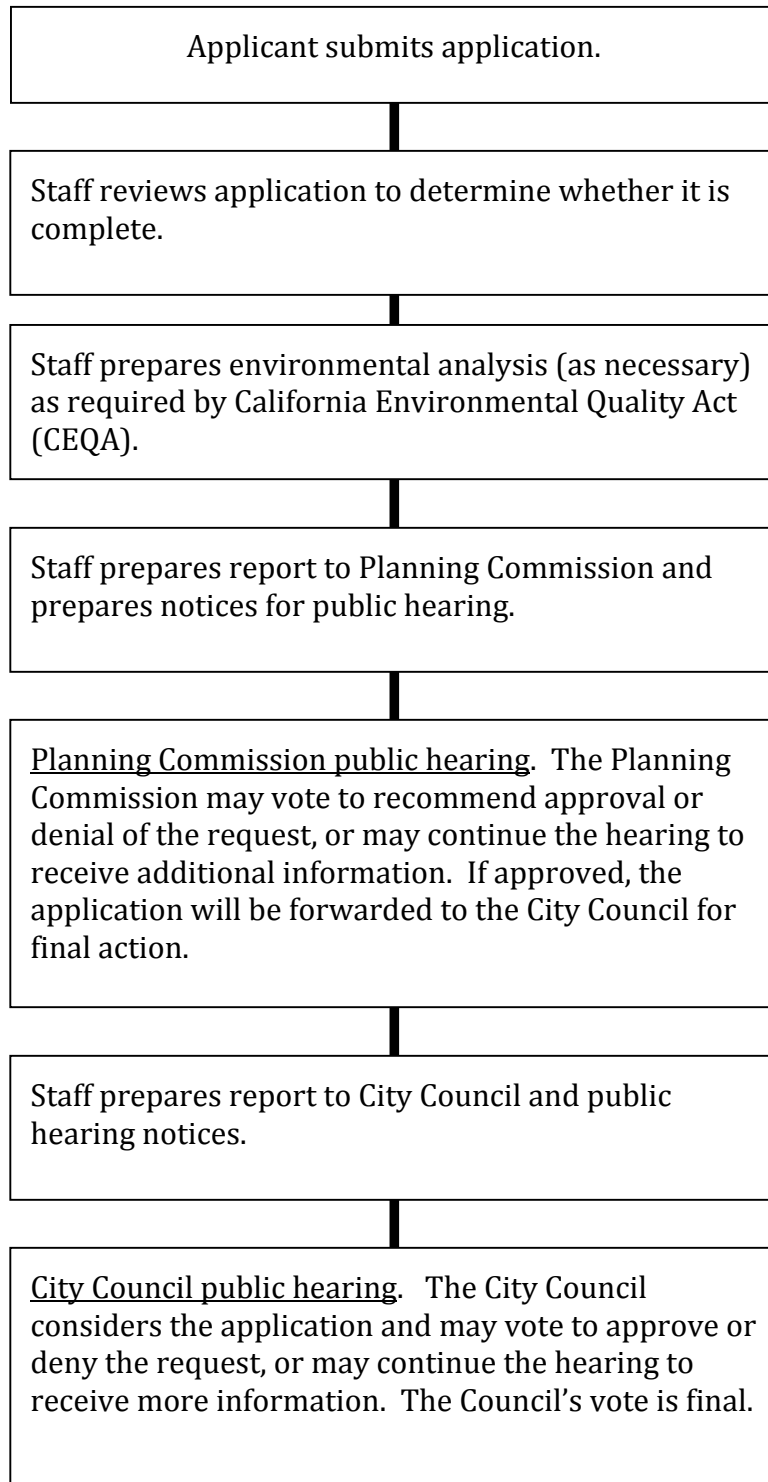 Applicant submits application.
Staff reviews application to determine whether it is
complete.
Staff prepares environmental analysis (as necessary)
as required by California Environmental Quality Act
(CEQA).
Staff prepares report to Planning Commission and
prepares notices for public hearing.
Planning Commission public hearing.  The Planning
Commission may vote to recommend approval or
denial of the request, or may continue the hearing to
receive additional information.  If approved, the
application will be forwarded to the City Council for
final action.
Staff prepares report to City Council and public
hearing notices.
City Council public hearing.   The City Council
considers the application and may vote to approve or
deny the request, or may continue the hearing to
receive more information.  The Council’s vote is final.